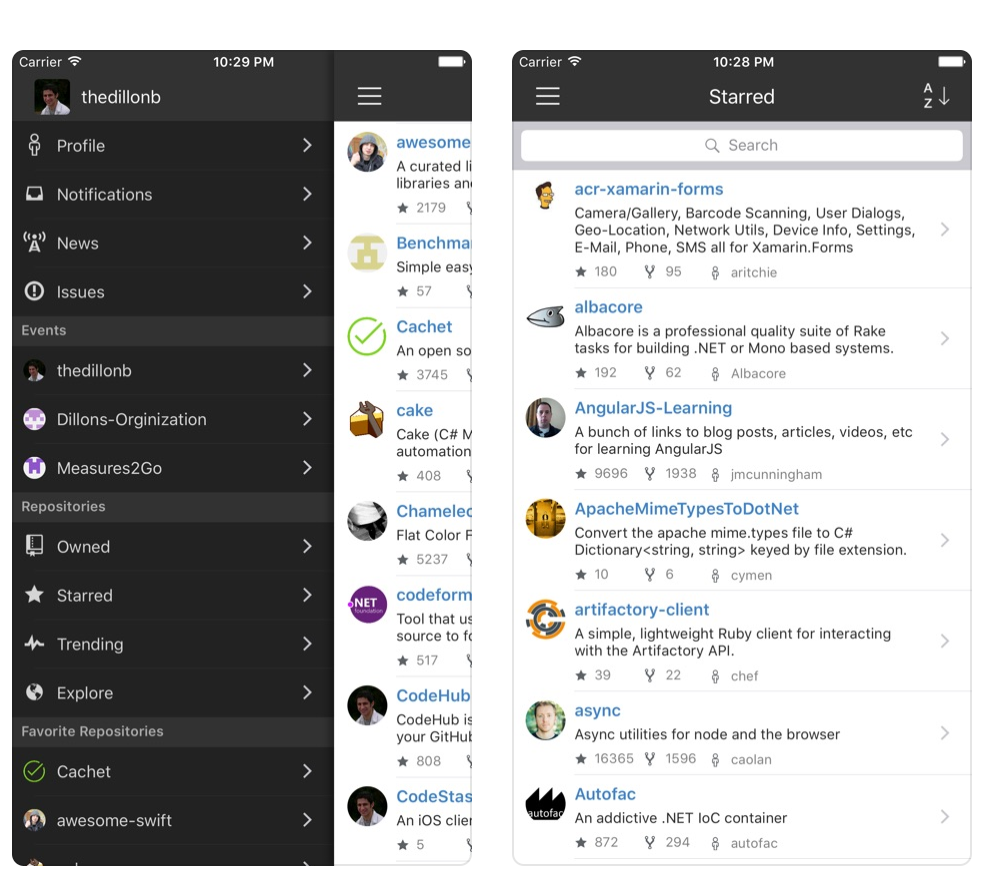 Carrier 10:29 PM
thedillonb
Profile
Notifications
News
Issues
Events
thedillonb
Dillons-Orginization
Measures2Go
Repositories
Owned
Starred
Trending
Explore
Favorite Repositories
Cachet
awesome-swift
awesome
A curated li
libraries an
2179
Benchma
Simple easy
57
Cachet
An open so
3745
cake
Cake (C# M
automation
408
Chamele
Flat Color F
5237
.NET
foundation
codeform
Tool that us
source to fo
517
CodeHub
CodeHub is
your GitHub
808
CodeStas
An iOS clien
5
Carrier 10:28 PM
Starred
A
Z
Search
acr-xamarin-forms
Camera/Gallery, Barcode Scanning, User Dialogs,
Geo-Location, Network Utils, Device Info, Settings,
E-Mail, Phone, SMS all for Xamarin.Forms
180 95 aritchie
albacore
Albacore is a professional quality suite of Rake
tasks for building .NET or Mono based systems.
192 62 Albacore
AngularJS-Learning
A bunch of links to blog posts, articles, videos, etc
for learning AngularJS
9696 1938 jmcunningham
ApacheMimeTypesToDotNet
Convert the apache mime.types file to C#
Dictionary<string, string> keyed by file extension.
10 6 cymen
artifactory-client
A simple, lightweight Ruby client for interacting
with the Artifactory API.
39 22 chef
async
Async utilities for node and the browser
16365 1596 caolan
autofac
Autofac
An addictive .NET IoC container
872 294 autofac